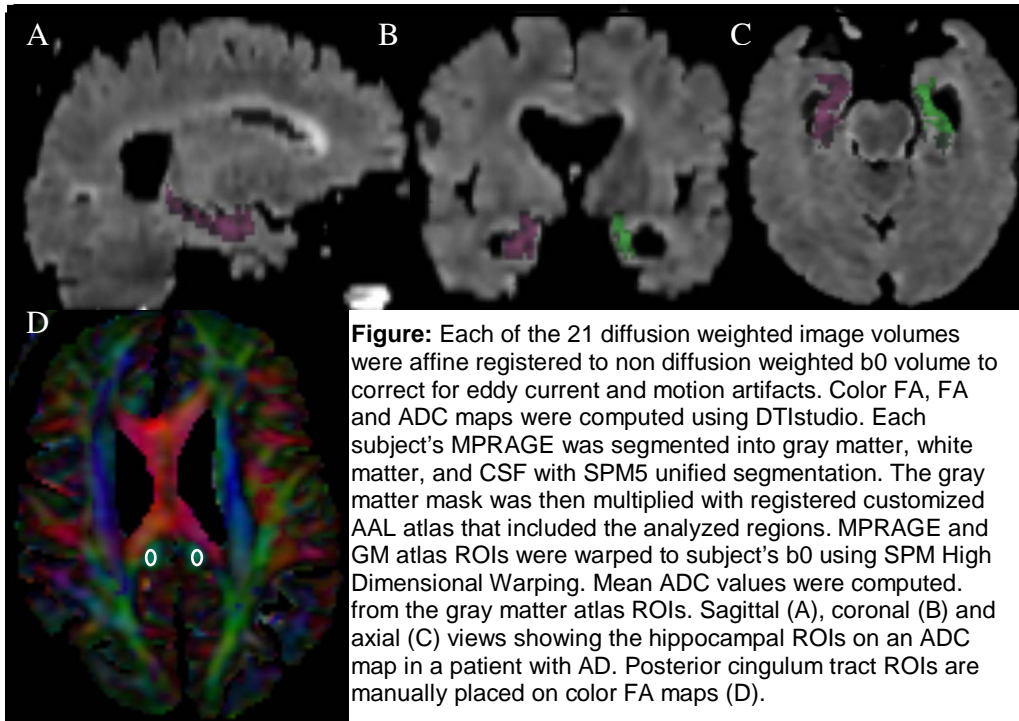 A
B
C
D
Figure: Each of the 21 diffusion weighted image volumes
were affine registered to non diffusion weighted b0 volume to
correct for eddy current and motion artifacts. Color FA, FA
and ADC maps were computed using DTIstudio. Each
subject's MPRAGE was segmented into gray matter, white
matter, and CSF with SPM5 unified segmentation. The gray
matter mask was then multiplied with registered customized
AAL atlas that included the analyzed regions. MPRAGE and
GM atlas ROIs were warped to subject's b0 using SPM High
Dimensional Warping. Mean ADC values were computed.
from the gray matter atlas ROIs. Sagittal (A), coronal (B) and
axial (C) views showing the hippocampal ROIs on an ADC
map in a patient with AD. Posterior cingulum tract ROIs are
manually placed on color FA maps (D).